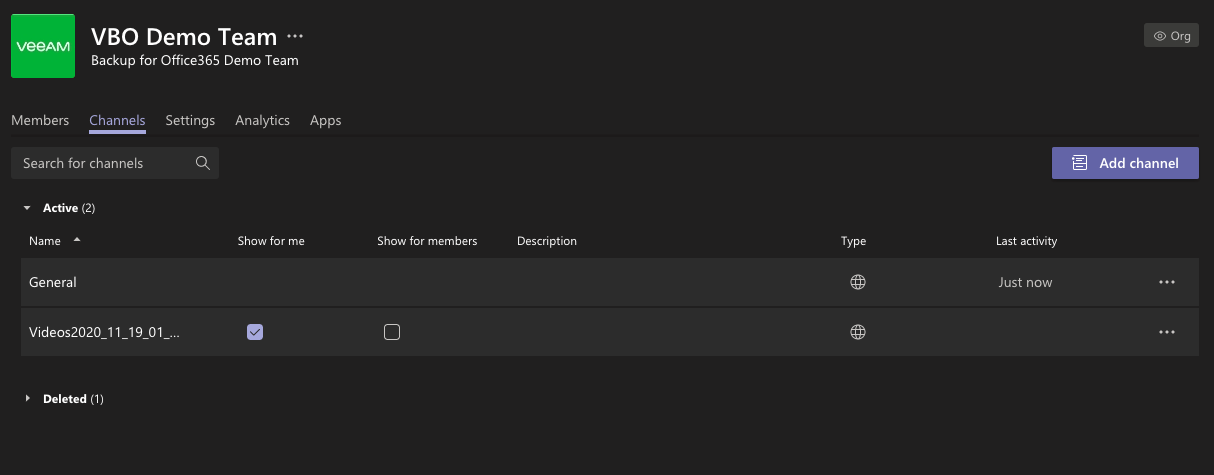 VEEAM
VBO Demo Team ...
Backup for Office365 Demo Team
Org
Members Channels Settings Analytics Apps
Search for channels
Add channel
Active (2)
Name Show for me Show for members Description Type Last activity
General Just now ...
Videos2020_11_19_01_... ...
Deleted (1)